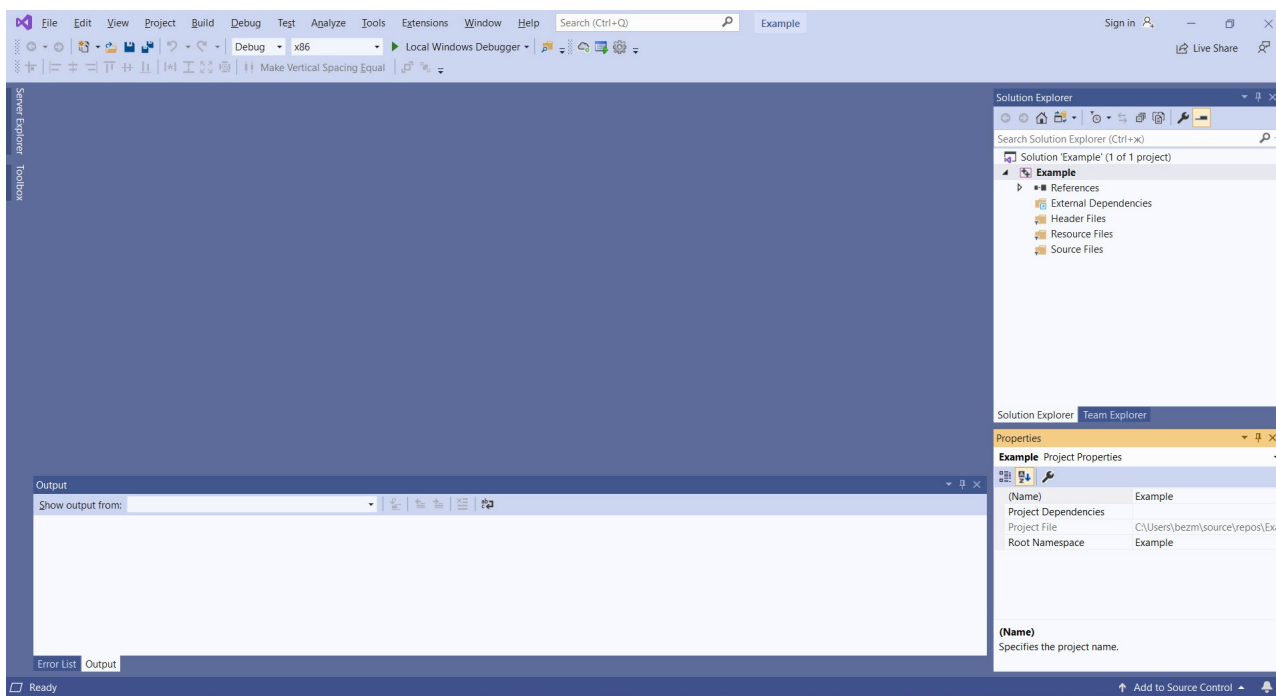 File Edit View Project Build Debug Test Analyze Tools Extensions Window Help Search (Ctrl+Q) Example Sign in
Debug x86 Local Windows Debugger Live Share
Make Vertical Spacing Equal
Server Explorer
Toolbox
Solution Explorer
Search Solution Explorer (Ctrl+ж)
Solution 'Example' (1 of 1 project)
Example
References
External Dependencies
Header Files
Resource Files
Source Files
Solution Explorer Team Explorer
Properties
Example Project Properties
(Name) Example
Project Dependencies
Project File C:\Users\bezm\source\repos\Exa
Root Namespace Example
(Name)
Specifies the project name.
Output
Show output from:
Error List Output
Ready Add to Source Control